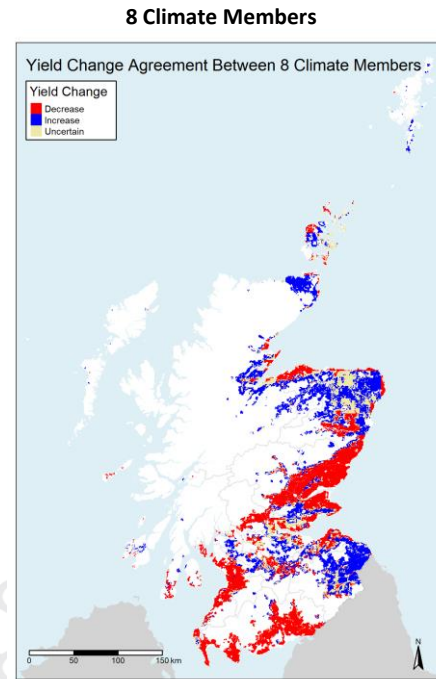 8 Climate Members
Yield Change Agreement Between 8 Climate Members
Yield Change
Decrease
Increase
Uncertain
N
0 50 100 150 km